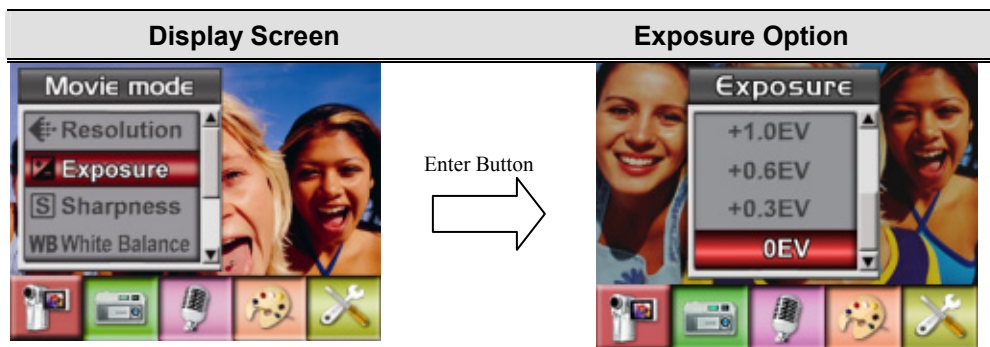 Display Screen
Exposure Option
Movie mode
Resolution
Exposure
S Sharpness
WB White Balance
Enter Button
Exposure
+1.0EV
+0.6EV
+0.3EV
0EV